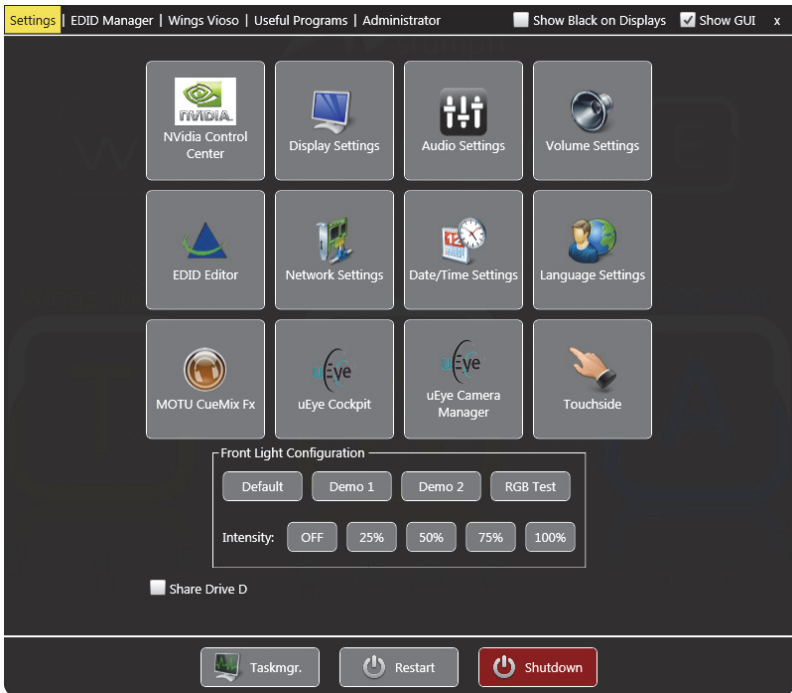 Settings | EDID Manager | Wings Vioso | Useful Programs | Administrator Show Black on Displays Show GUI x
NVIDIA.
NVidia Control
Center
Display Settings
Audio Settings
Volume Settings
EDID Editor
Network Settings
12
Date/Time Settings
Language Settings
MOTU CueMix Fx
uEye
uEye Cockpit
uEye
uEye Camera
Manager
Touchside
Front Light Configuration
Default Demo 1 Demo 2 RGB Test
Intensity: OFF 25% 50% 75% 100%
Share Drive D
Taskmgr. Restart Shutdown